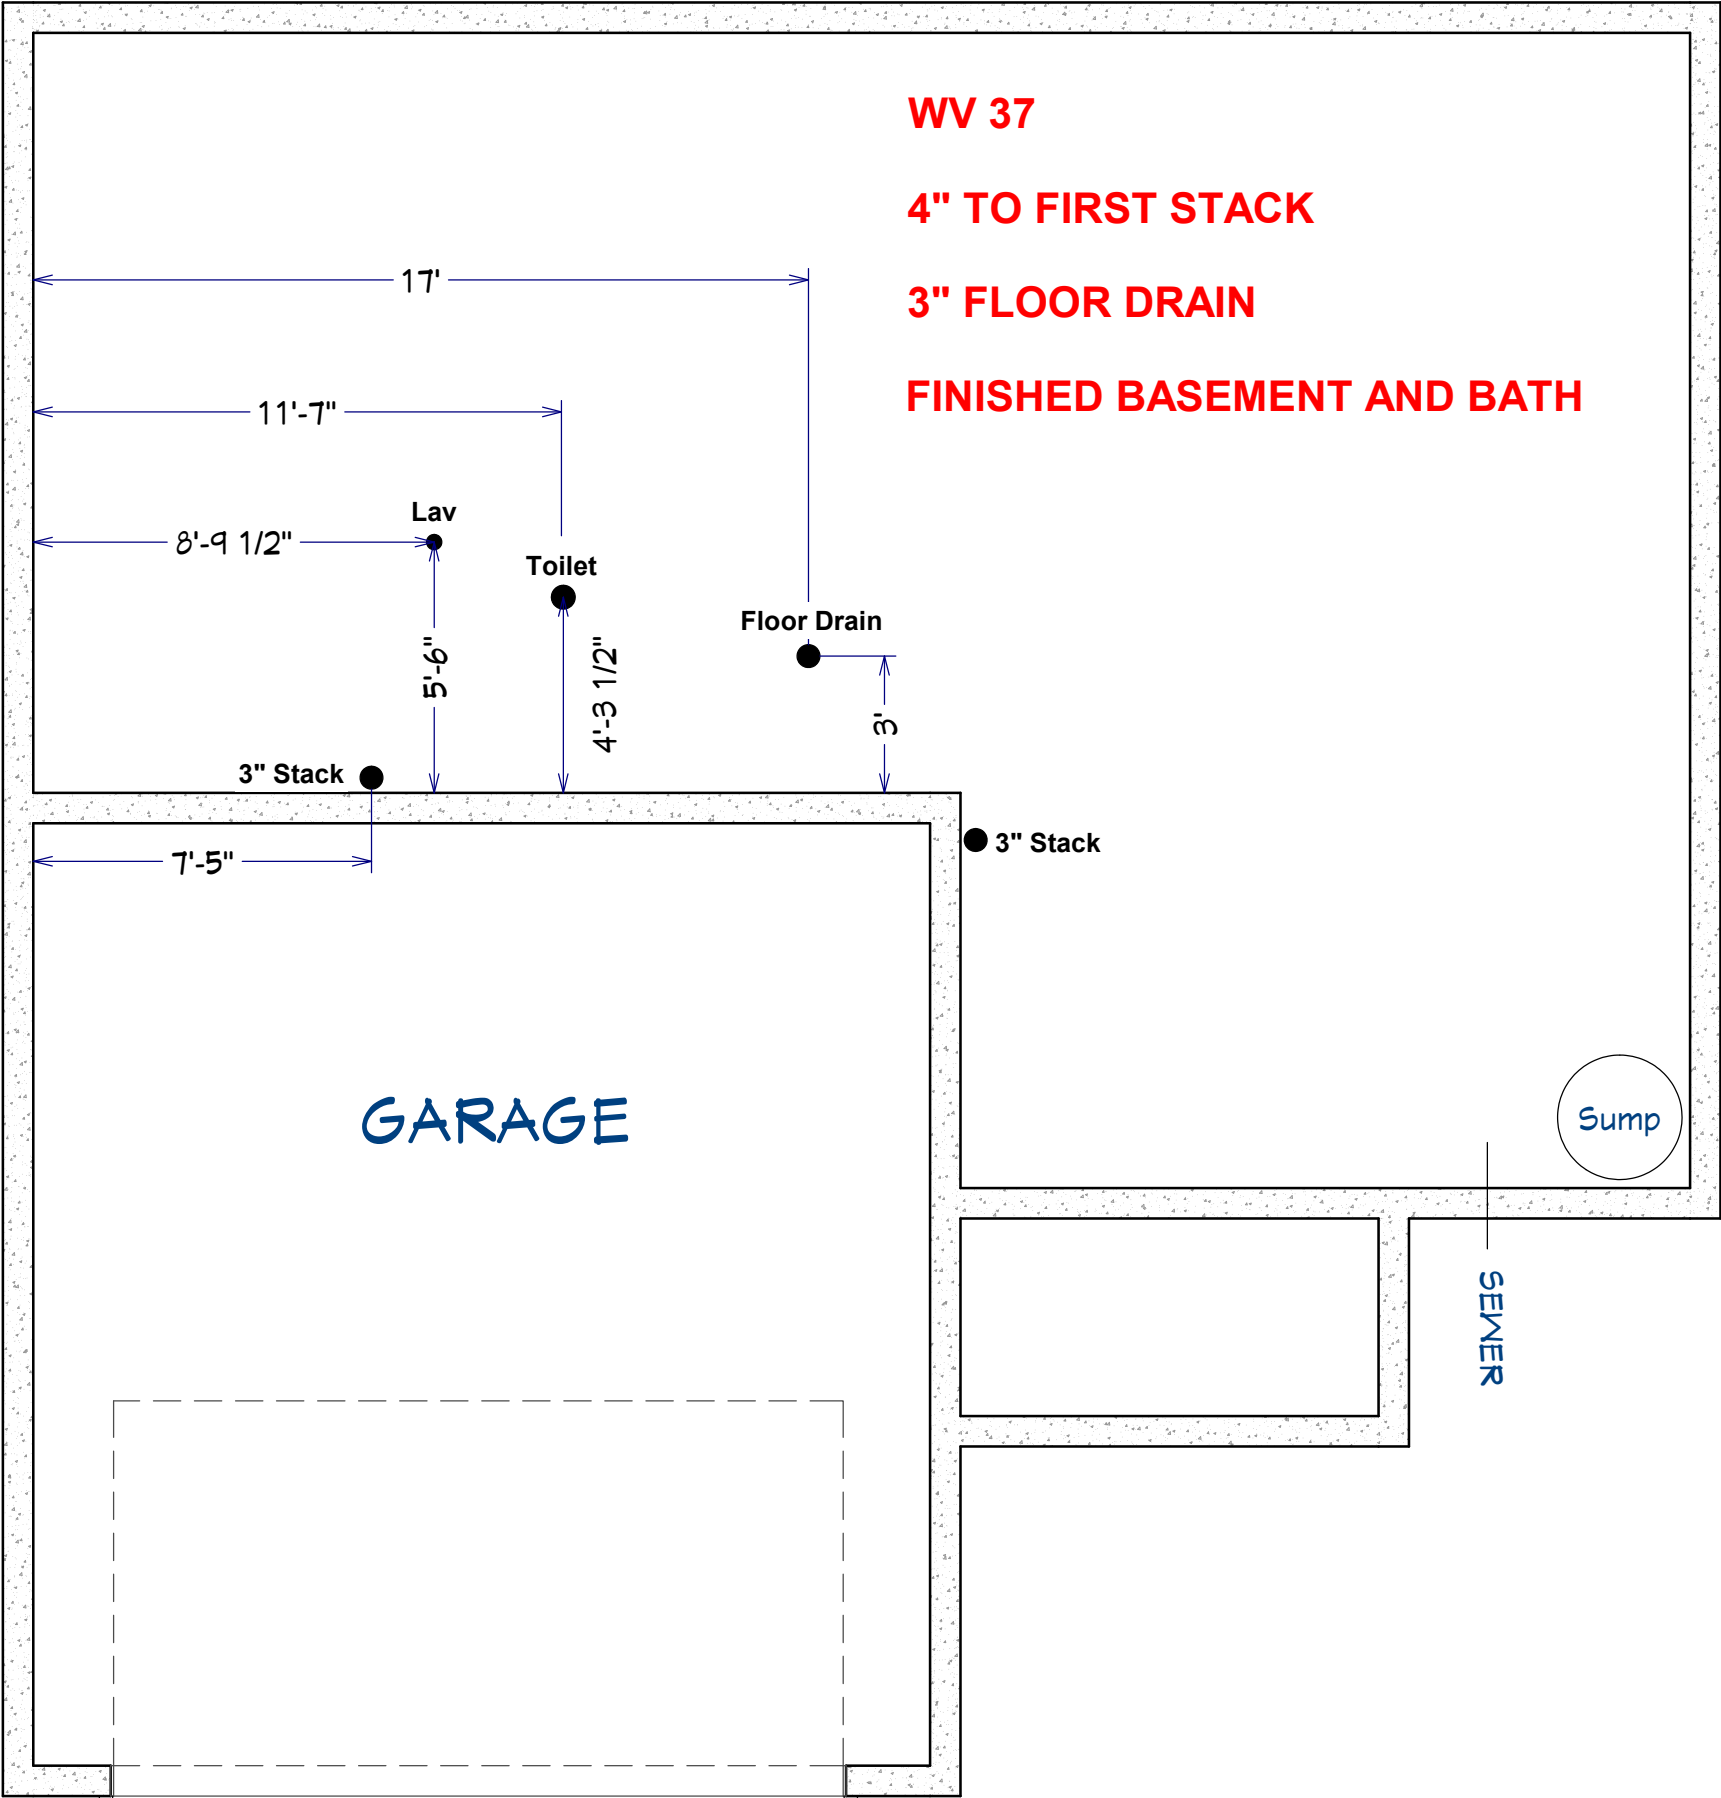 WV 37
4" TO FIRST STACK
3" FLOOR DRAIN
FINISHED BASEMENT AND BATH
17'
11'-7"
Lav
8'-9 1/2"
Toilet
Floor Drain
5'-6"
4'-3 1/2"
3'
3" Stack
7'-5"
3" Stack
GARAGE
Sump
SEWER